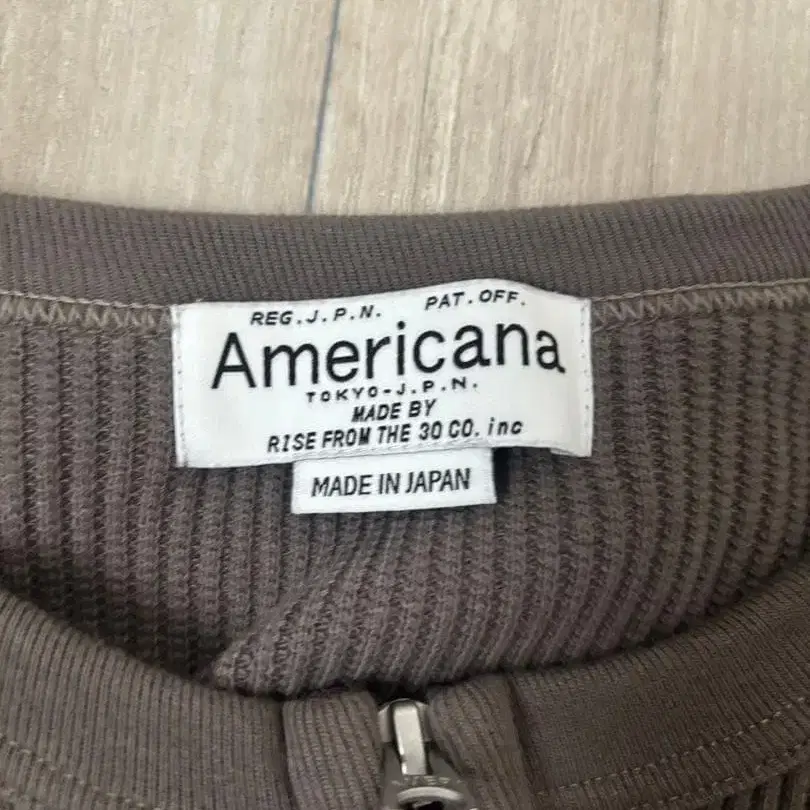 REG.J.P.N. PAT.OFF.
Americana
TOKYO-J.P.N.
MADE BY
RISE FROM THE 30 CO. inc
MADE IN JAPAN